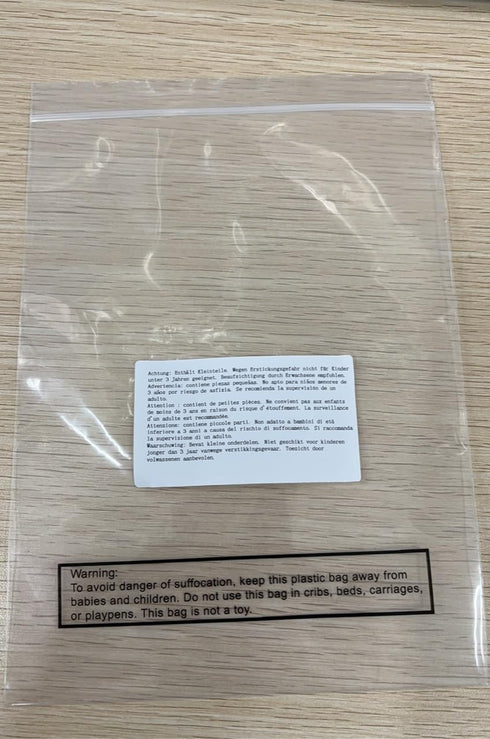 Achtung: Enthält Kleinteile. Wegen Erstickungsgefahr nicht für Kinder
unter 3 Jahren geeignet. Beaufsichtigung durch Erwachsene empfohlen.
Advertencia: contiene piezas pequeñas. No apto para niños menores de
3 años por riesgo de asfixia. Se recomienda la supervisión de un
adulto.
Attention : contient de petites pièces. Ne convient pas aux enfants
de moins de 3 ans en raison du risque d'étouffement. La surveillance
d'un adulte est recommandée.
Attenzione: contiene piccole parti. Non adatto a bambini di età
inferiore a 3 anni a causa del rischio di soffocamento. Si raccomanda
la supervisione di un adulto.
Waarschuwing: Bevat kleine onderdelen. Niet geschikt voor kinderen
jonger dan 3 jaar vanwege verstikkingsgevaar. Toezicht door
volwassenen aanbevolen.
Warning:
To avoid danger of suffocation, keep this plastic bag away from
babies and children. Do not use this bag in cribs, beds, carriages,
or playpens. This bag is not a toy.